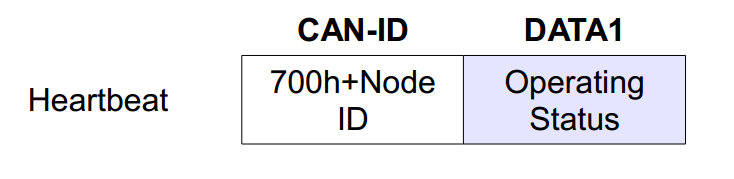 CAN-ID DATA1
Heartbeat 700h+Node ID Operating Status